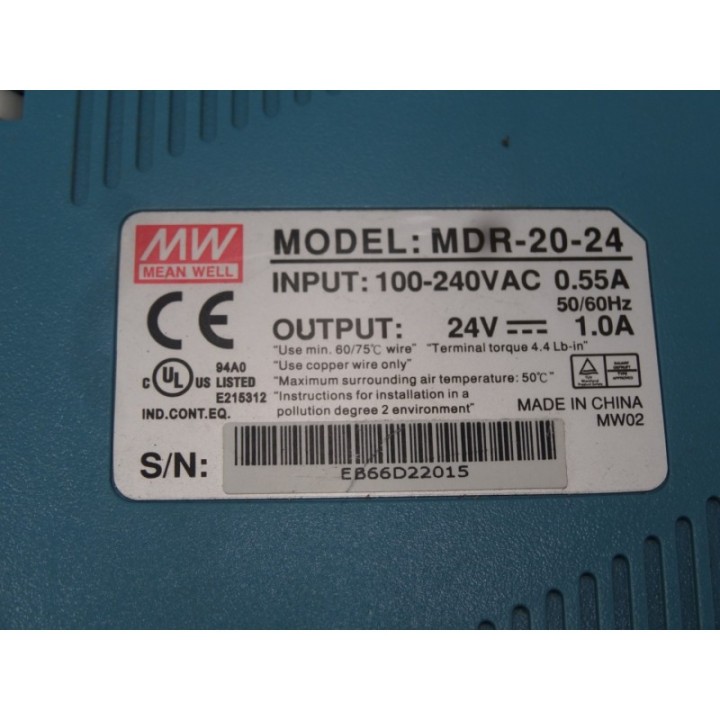 MW
MEAN WELL
MODEL: MDR-20-24
INPUT: 100-240VAC 0.55A
50/60Hz
OUTPUT: 24V 1.0A
CE
"Use min. 60/75℃ wire" "Terminal torque 4.4 Lb-in"
"Use copper wire only"
"Maximum surrounding air temperature: 50℃"
"Instructions for installation in a
pollution degree 2 environment"
c UL US
94A0
LISTED
E215312
IND.CONT.EQ.
MADE IN CHINA
MW02
S/N:
EB66D22015